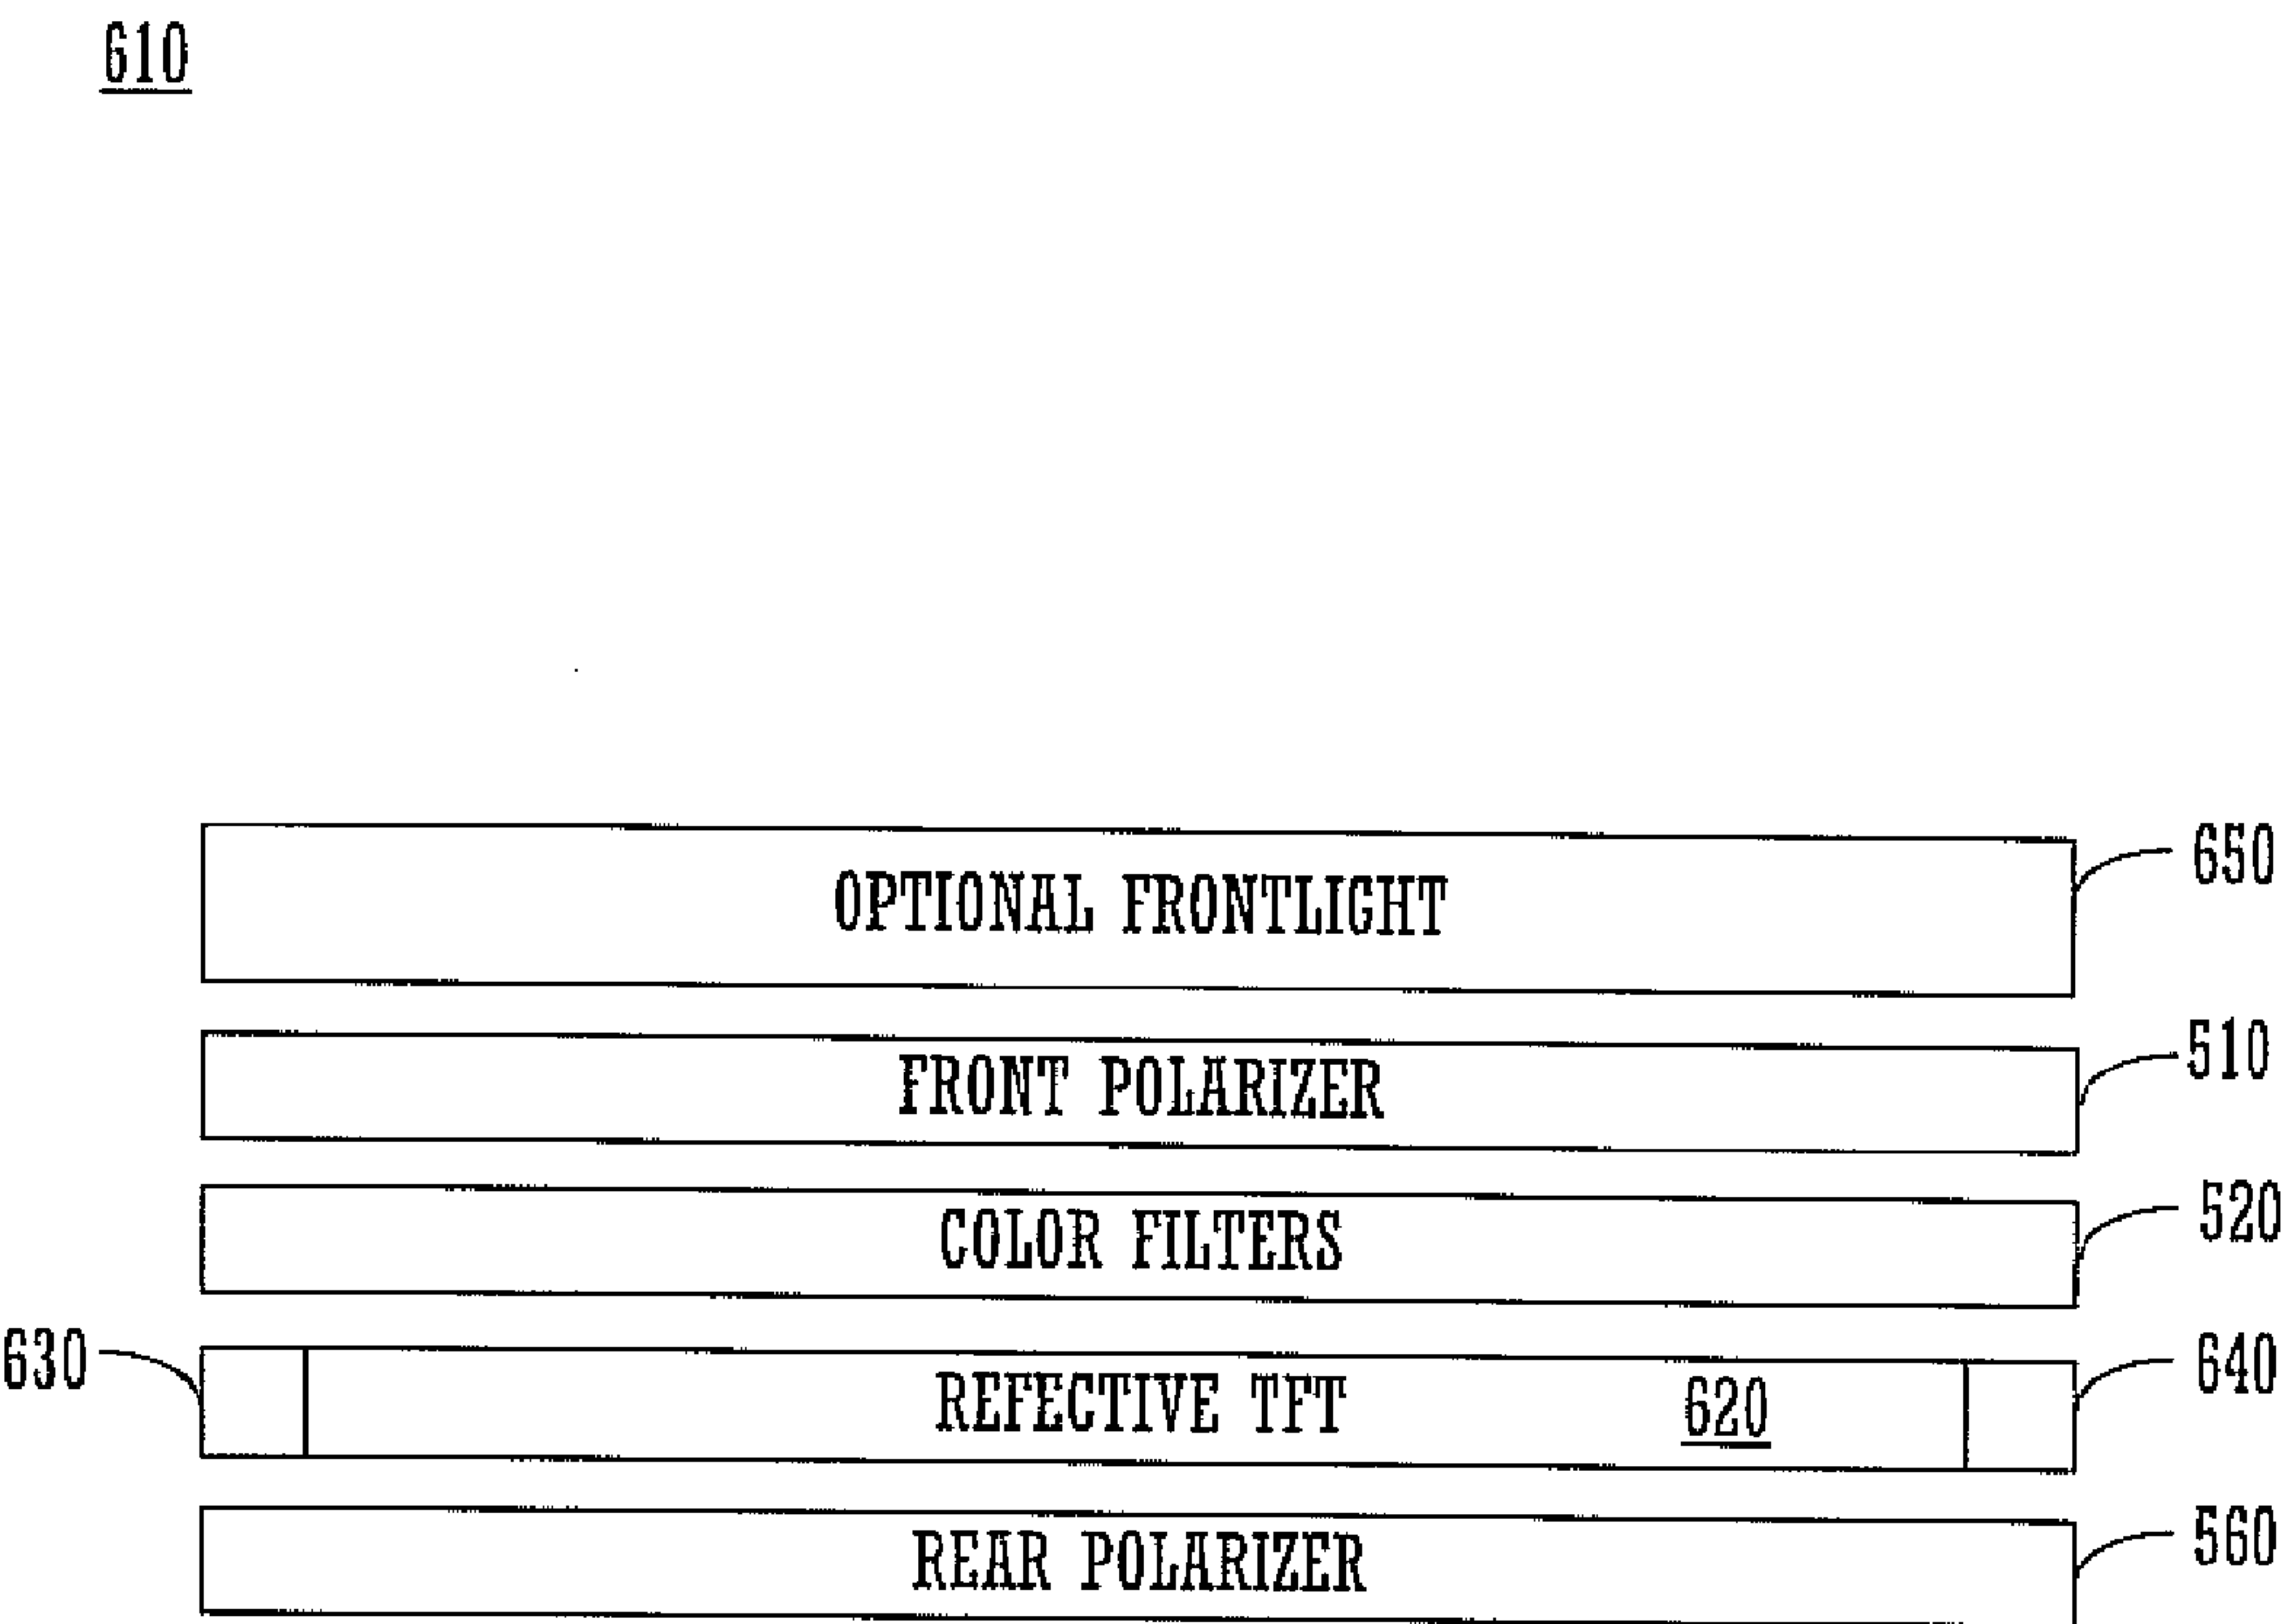 610
OPTIONAL FRONTLIGHT
650
FRONT POLARIZER
510
COLOR FILTERS
520
630
REFECTIVE TFT
620
640
REAR POLARIZER
560